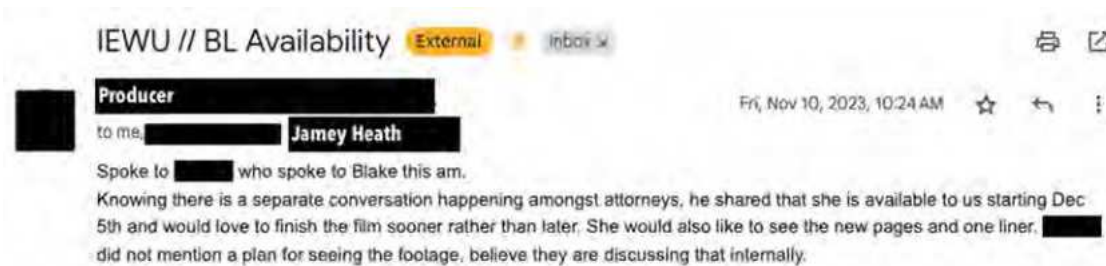 IEWU // BL Availability External Inbox x
Producer
Fri, Nov 10, 2023, 10:24 AM
to me, Jamey Heath
Spoke to who spoke to Blake this am.
Knowing there is a separate conversation happening amongst attorneys, he shared that she is available to us starting Dec
5th and would love to finish the film sooner rather than later. She would also like to see the new pages and one liner.
did not mention a plan for seeing the footage, believe they are discussing that internally.